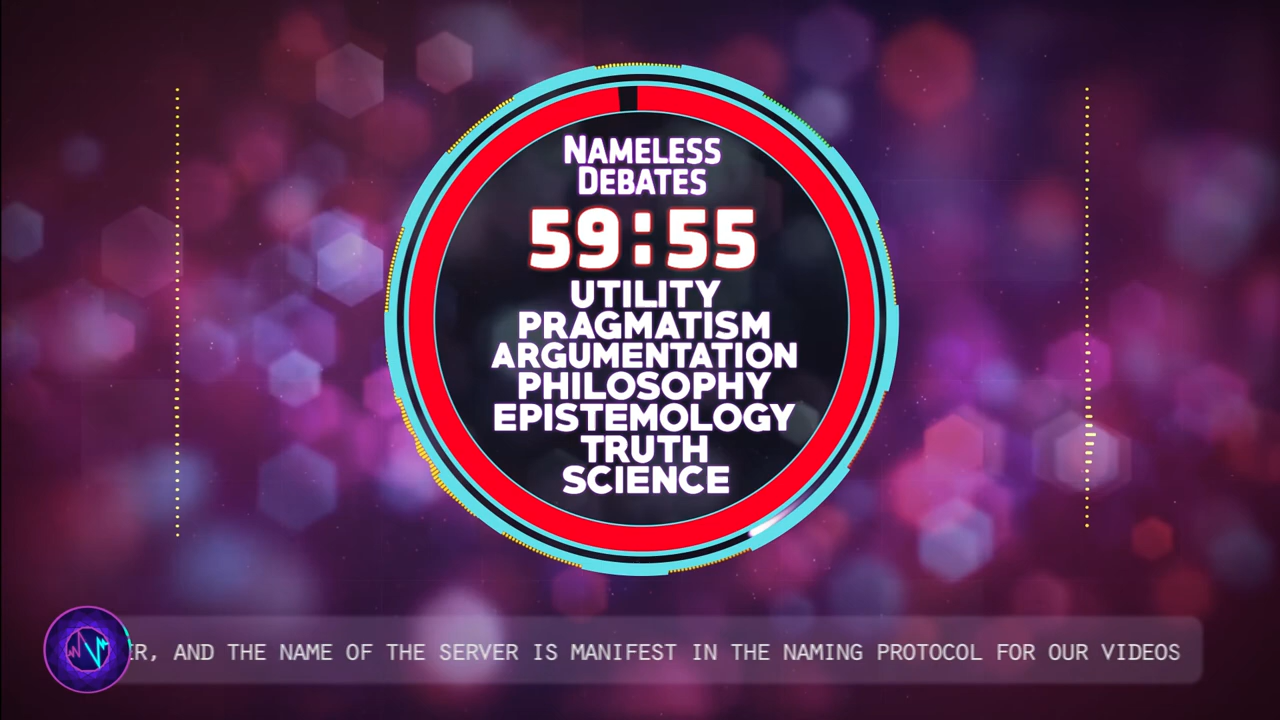 NAMELESS
DEBATES
59:55
UTILITY
PRAGMATISM
ARGUMENTATION
PHILOSOPHY
EPISTEMOLOGY
TRUTH
SCIENCE
R, AND THE NAME OF THE SERVER IS MANIFEST IN THE NAMING PROTOCOL FOR OUR VIDEOS